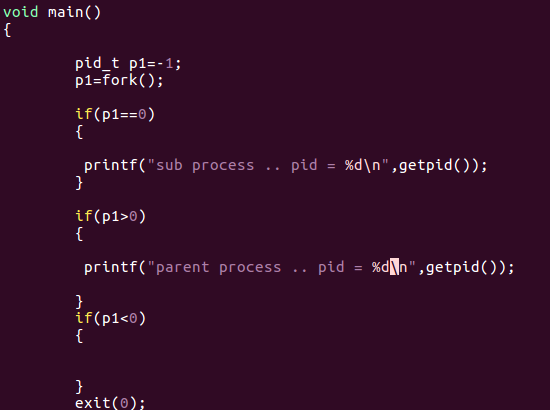 void main()
{
pid_t p1=-1;
p1=fork();
if(p1==0)
{
printf("sub process .. pid = %d\n",getpid());
}
if(p1>0)
{
printf("parent process .. pid = %d\n",getpid());
}
if(p1<0)
{
}
exit(0);